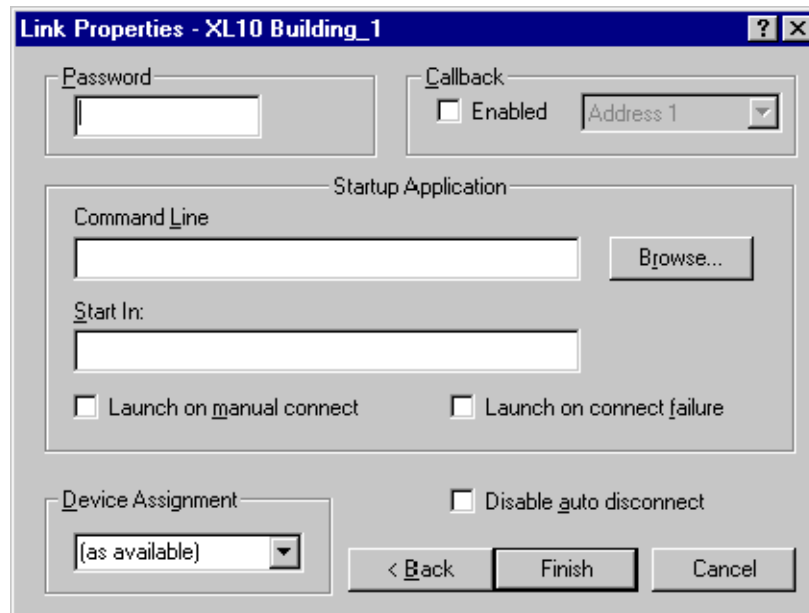 Link Properties - XL10 Building_1
Password
Callback
Enabled
Address 1
Startup Application
Command Line
Browse...
Start In:
Launch on manual connect
Launch on connect failure
Device Assignment
Disable auto disconnect
(as available)
< Back
Finish
Cancel